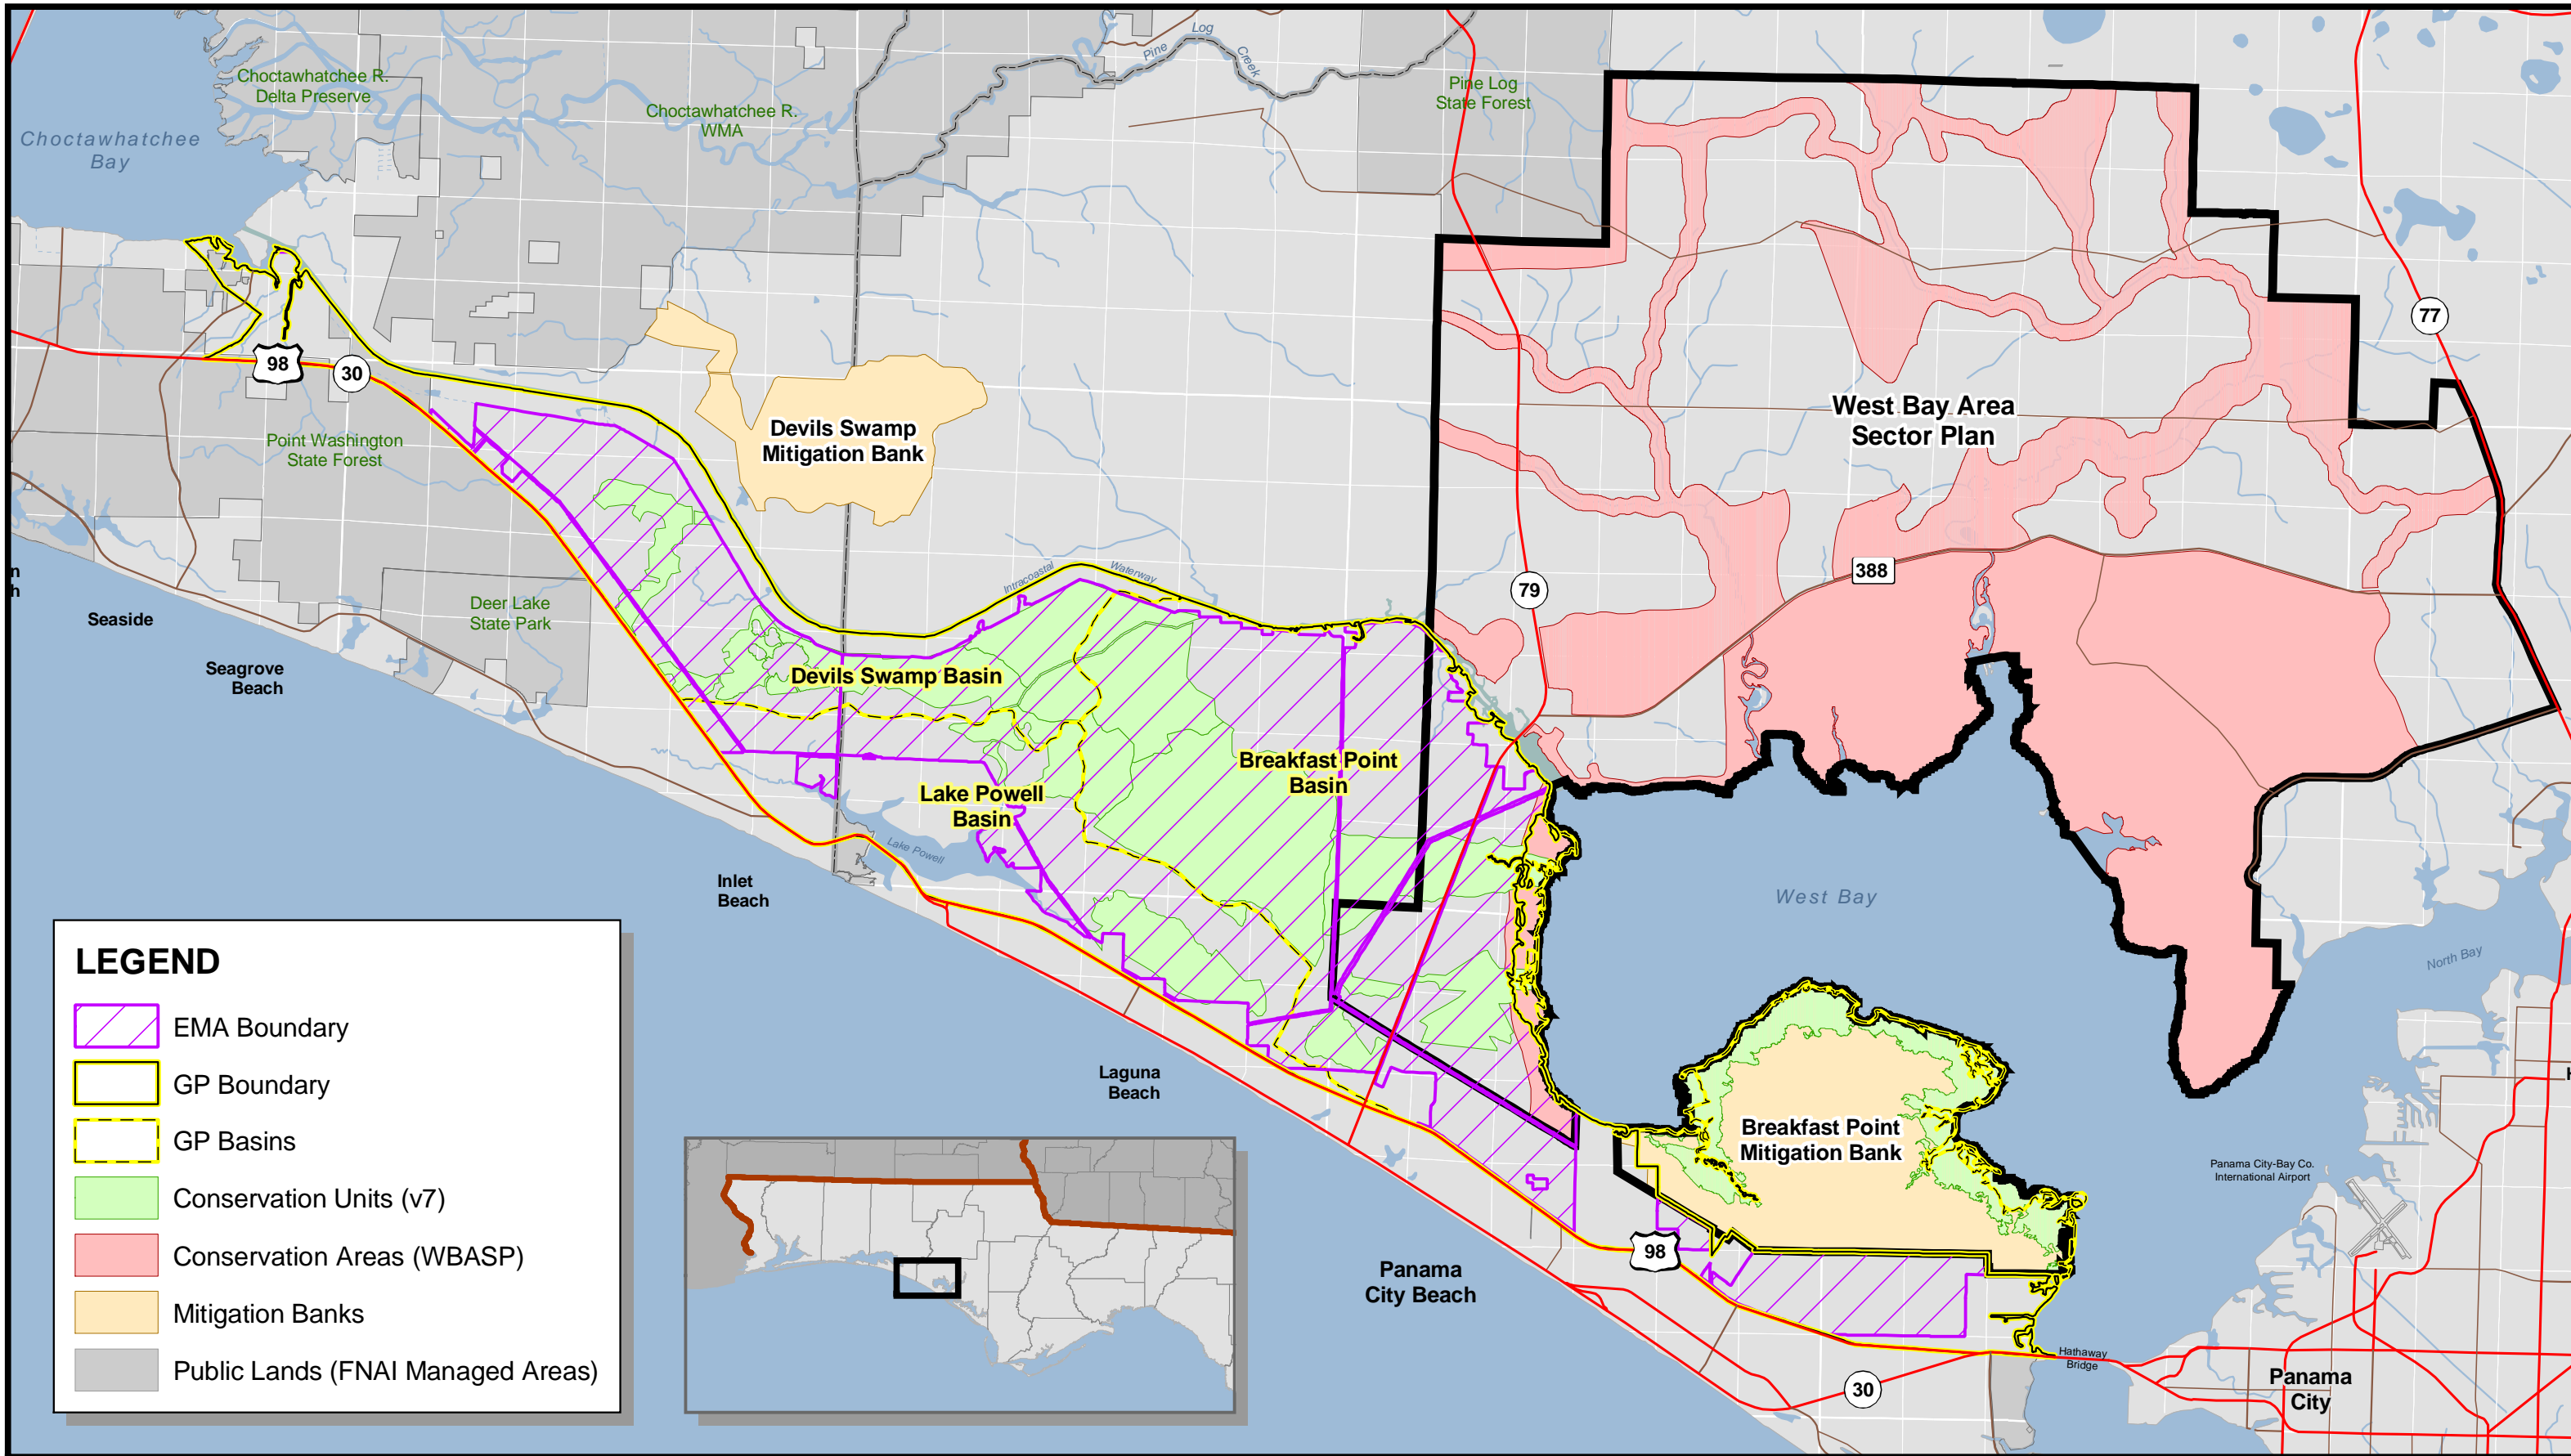 Choctawhatchee
Bay
Choctawhatchee R.
Delta Preserve
Choctawhatchee R.
WMA
Pine Log Creek
Pine Log
State Forest
77
98
30
Point Washington
State Forest
Devils Swamp
Mitigation Bank
West Bay Area
Sector Plan
388
79
Intracoastal Waterway
Deer Lake
State Park
Seaside
Seagrove
Beach
Devils Swamp Basin
Breakfast Point
Basin
Lake Powell
Basin
Lake Powell
Inlet
Beach
West Bay
North Bay
Laguna
Beach
Breakfast Point
Mitigation Bank
Panama City-Bay Co.
International Airport
98
Panama
City Beach
Hathaway
Bridge
30
Panama
City
LEGEND
EMA Boundary
GP Boundary
GP Basins
Conservation Units (v7)
Conservation Areas (WBASP)
Mitigation Banks
Public Lands (FNAI Managed Areas)